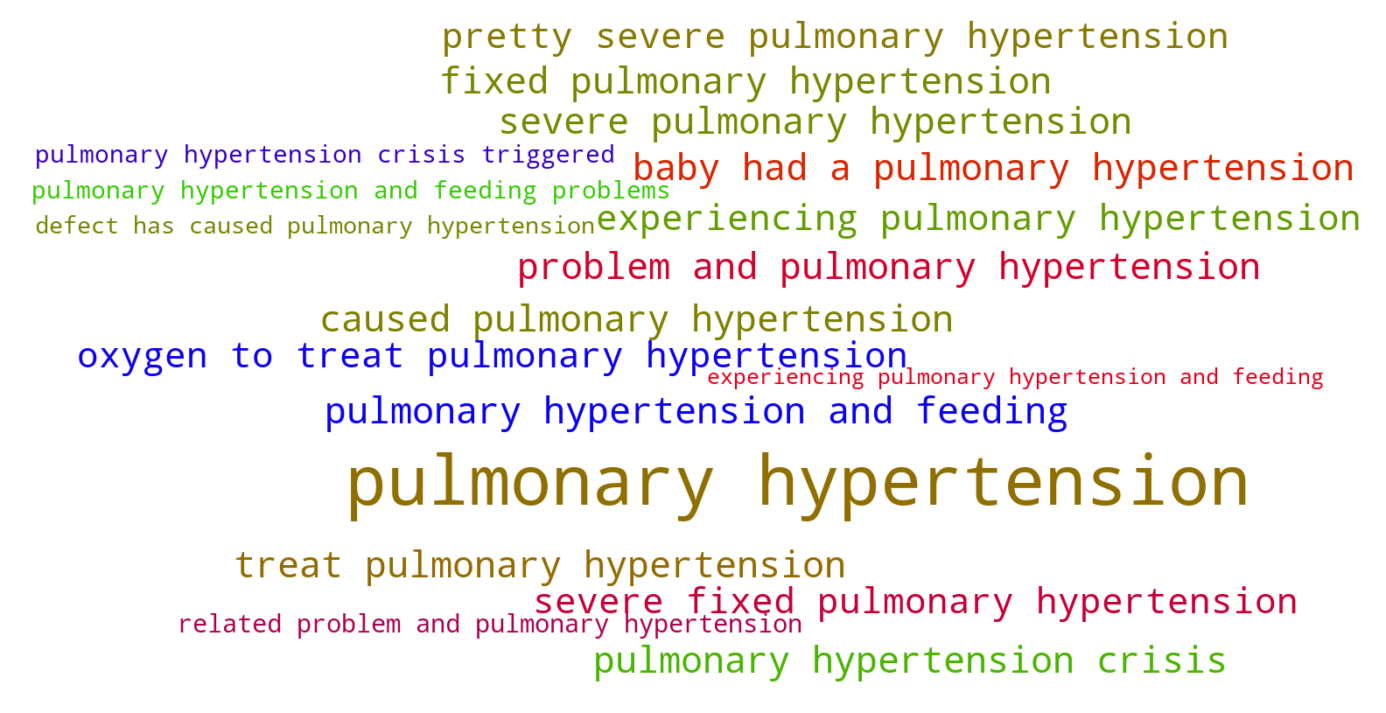 pretty severe pulmonary hypertension
fixed pulmonary hypertension
severe pulmonary hypertension
pulmonary hypertension crisis triggered
baby had a pulmonary hypertension
pulmonary hypertension and feeding problems
defect has caused pulmonary hypertension
experiencing pulmonary hypertension
problem and pulmonary hypertension
caused pulmonary hypertension
oxygen to treat pulmonary hypertension
experiencing pulmonary hypertension and feeding
pulmonary hypertension and feeding
pulmonary hypertension
treat pulmonary hypertension
severe fixed pulmonary hypertension
related problem and pulmonary hypertension
pulmonary hypertension crisis